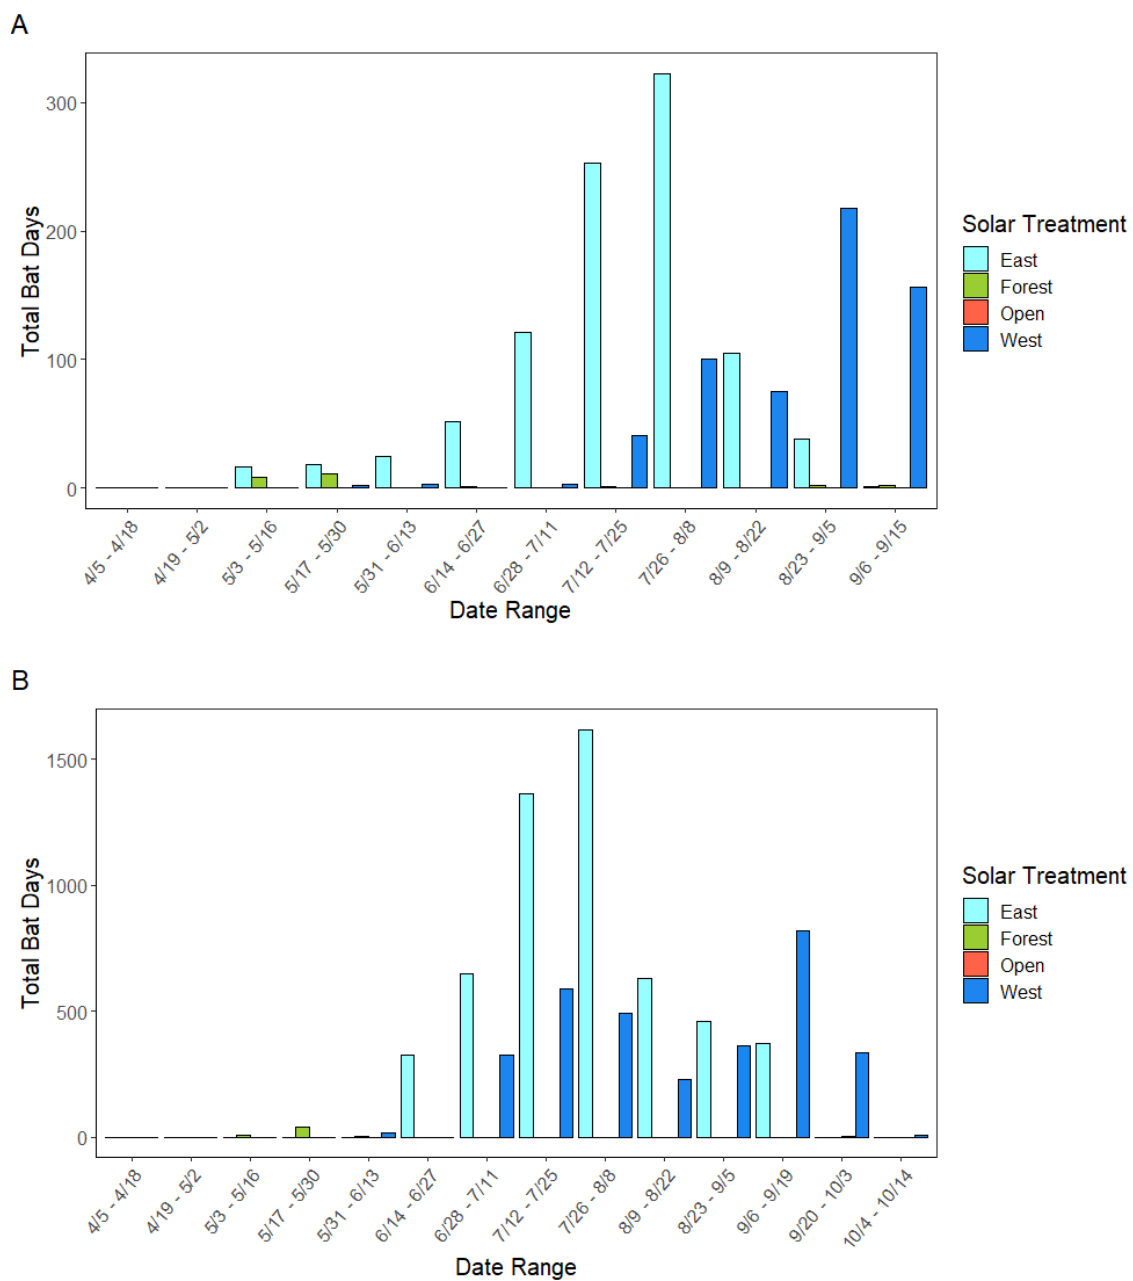 A
300
200
100
0
Total Bat Days
4/5 - 4/18
4/19 - 5/2
5/3 - 5/16
5/17 - 5/30
5/31 - 6/13
6/14 - 6/27
6/28 - 7/11
7/12 - 7/25
7/26 - 8/8
8/9 - 8/22
8/23 - 9/5
9/6 - 9/15
Date Range
Solar Treatment
East
Forest
Open
West
B
1500
1000
500
0
Total Bat Days
4/5 - 4/18
4/19 - 5/2
5/3 - 5/16
5/17 - 5/30
5/31 - 6/13
6/14 - 6/27
6/28 - 7/11
7/12 - 7/25
7/26 - 8/8
8/9 - 8/22
8/23 - 9/5
9/6 - 9/19
9/20 - 10/3
10/4 - 10/14
Date Range
Solar Treatment
East
Forest
Open
West